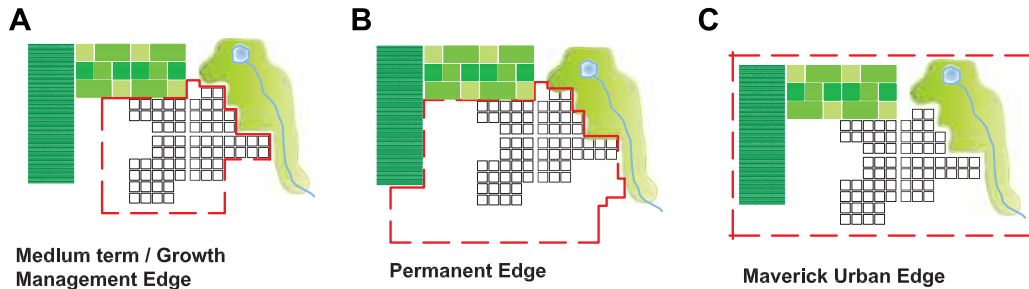 A
B
C
Medium term / Growth
Management Edge
Permanent Edge
Maverick Urban Edge